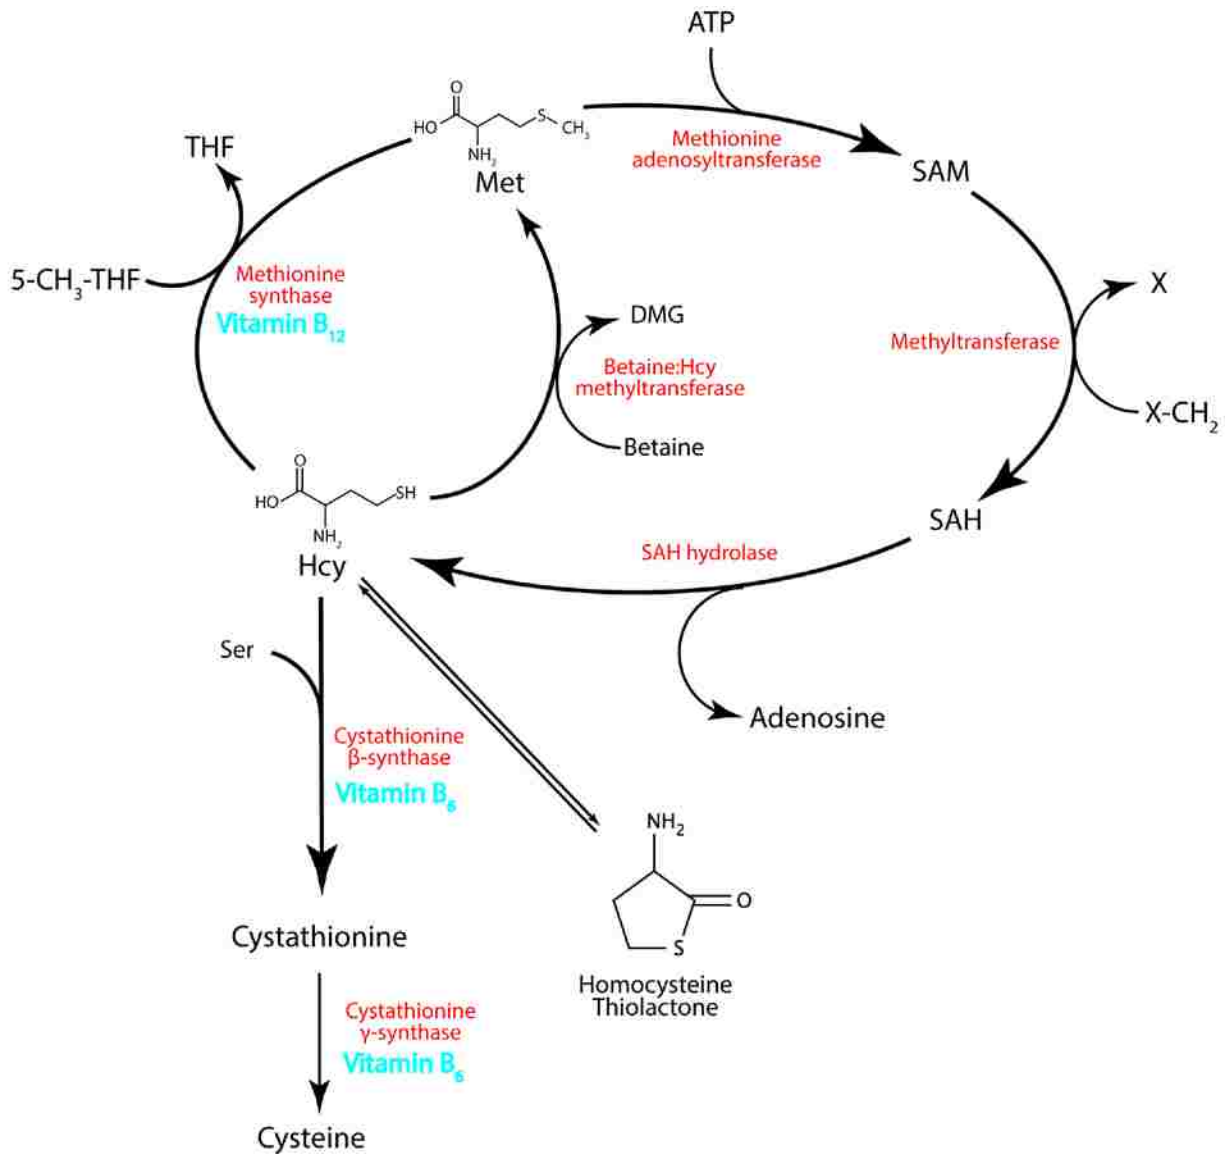 ATP
O
HO
S
CH₃
NH₂
Met
Methionine
adenosyltransferase
SAM
THF
5-CH₃-THF
Methionine
synthase
Vitamin B₁₂
DMG
Betaine:Hcy
methyltransferase
Betaine
X
Methyltransferase
X-CH₂
O
HO
SH
NH₂
Hcy
SAH
SAH hydrolase
Ser
Adenosine
Cystathionine
β-synthase
Vitamin B₆
NH₂
O
S
Homocysteine
Thiolactone
Cystathionine
Cystathionine
γ-synthase
Vitamin B₆
Cysteine